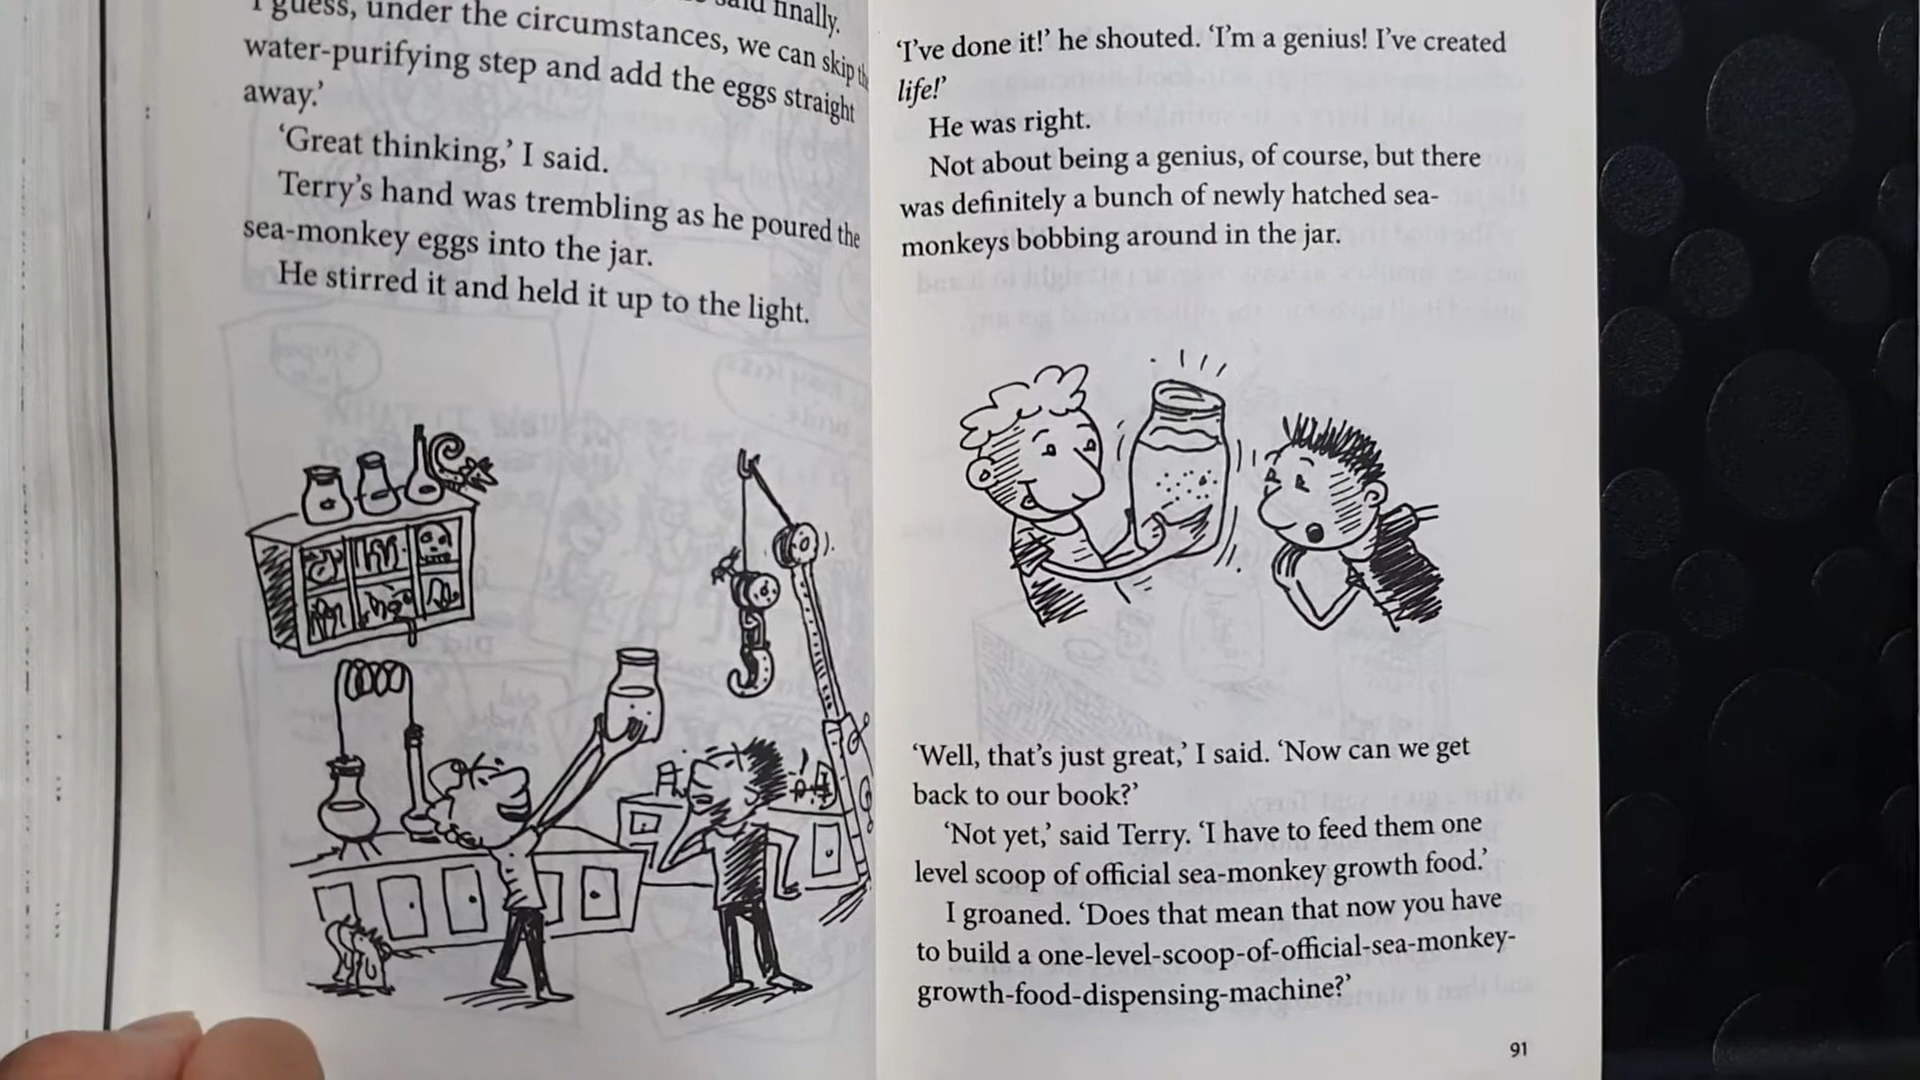 said finally.
'I guess, under the circumstances, we can skip
water-purifying step and add the eggs straight
away.'
'Great thinking,' I said.
Terry's hand was trembling as he poured the
sea-monkey eggs into the jar.
He stirred it and held it up to the light.
'I've done it!' he shouted. 'I'm a genius! I've created
life!'
He was right.
Not about being a genius, of course, but there
was definitely a bunch of newly hatched sea-
monkeys bobbing around in the jar.
'Well, that's just great,' I said. 'Now can we get
back to our book?'
'Not yet,' said Terry. 'I have to feed them one
level scoop of official sea-monkey growth food.'
I groaned. 'Does that mean that now you have
to build a one-level-scoop-of-official-sea-monkey-
growth-food-dispensing-machine?'
91